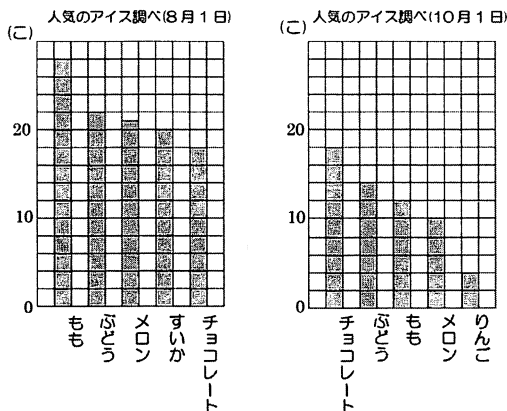 人気のアイス調べ(8月1日)
(こ)
20
10
0
もも
ぶどう
メロン
すいか
チョコレート
人気のアイス調べ(10月1日)
(こ)
20
10
0
チョコレート
ぶどう
もも
メロン
りんご